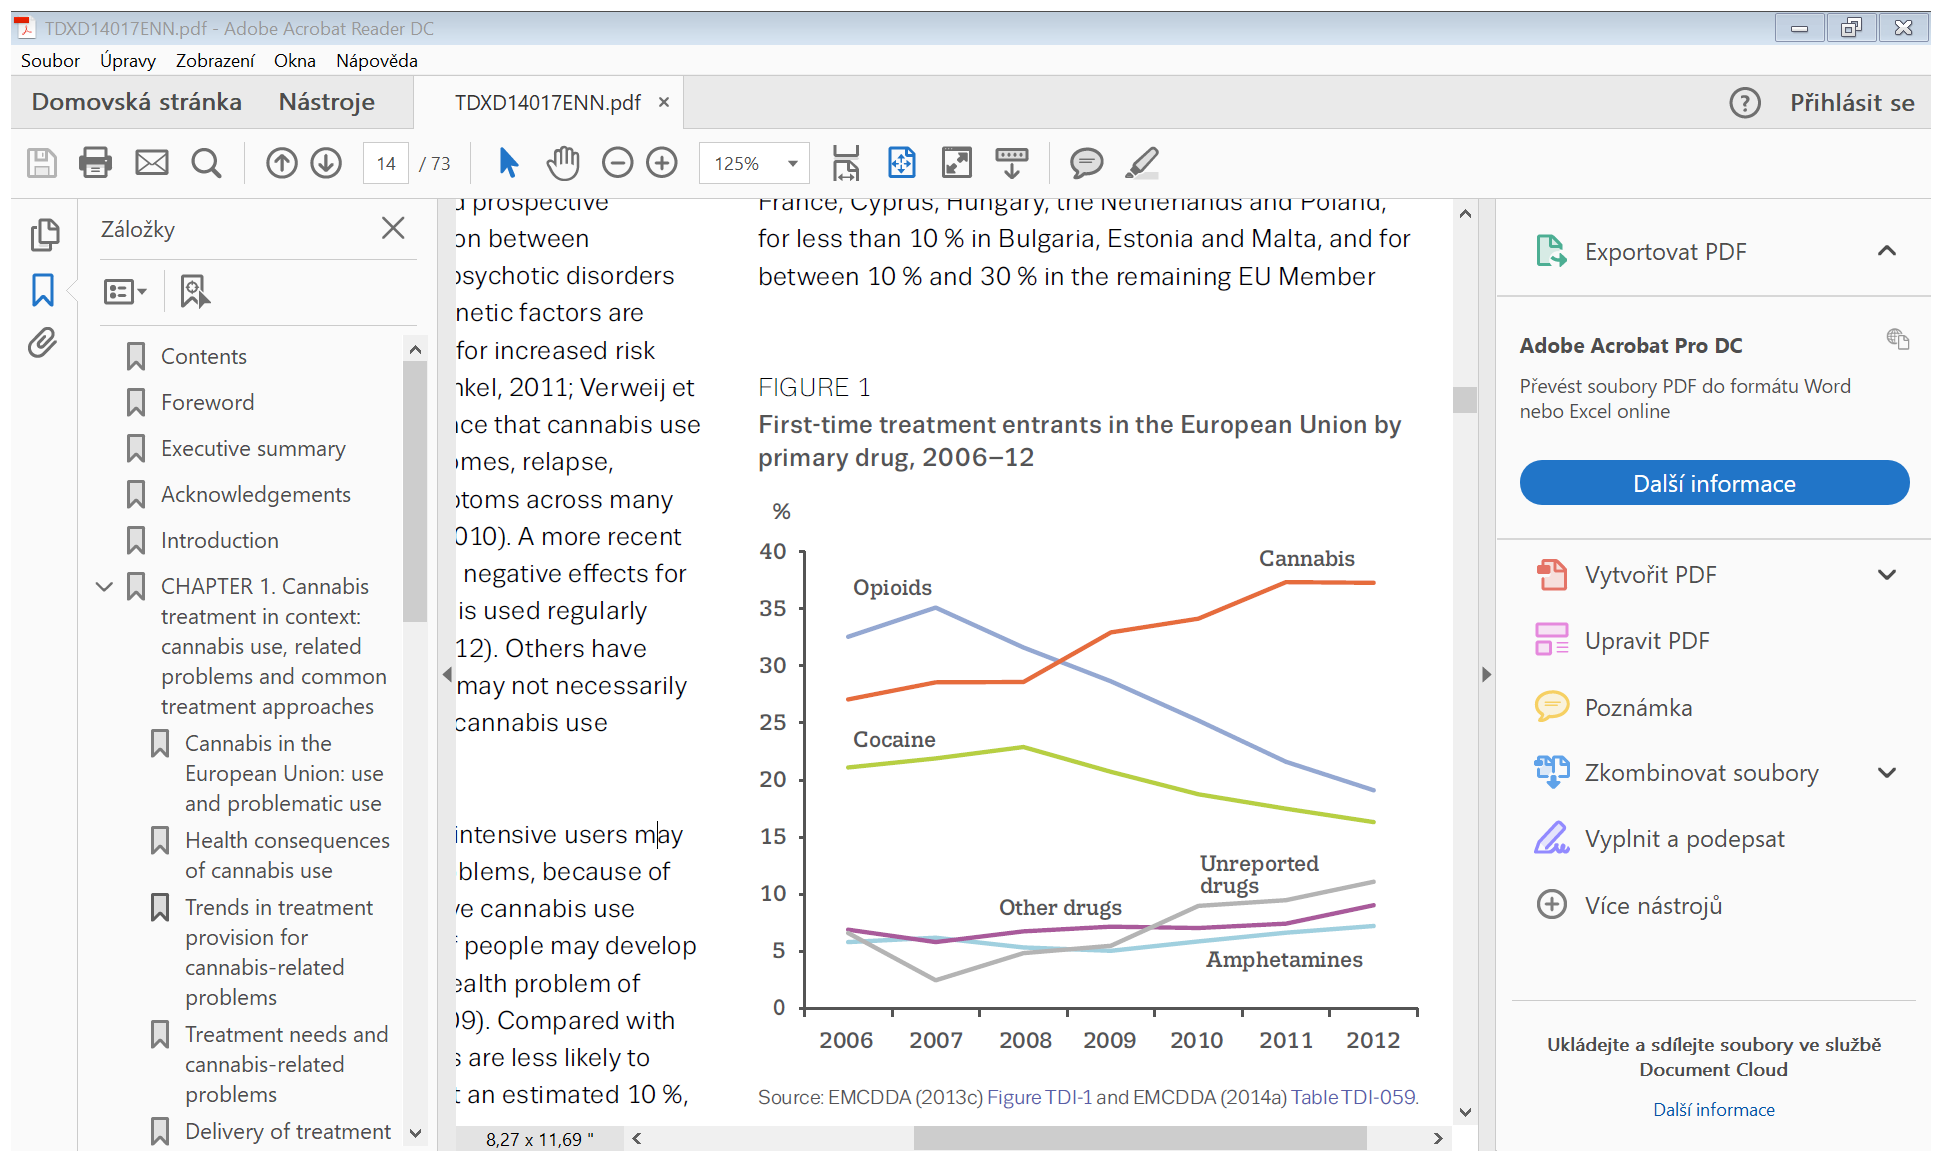 TDXD14017ENN.pdf - Adobe Acrobat Reader DC
Soubor Úpravy Zobrazení Okna Nápověda
Domovská stránka Nástroje TDXD14017ENN.pdf × ? Přihlásit se
14 / 73 125%
Záložky
Contents
Foreword
Executive summary
Acknowledgements
Introduction
CHAPTER 1. Cannabis
treatment in context:
cannabis use, related
problems and common
treatment approaches
Cannabis in the
European Union: use
and problematic use
Health consequences
of cannabis use
Trends in treatment
provision for
cannabis-related
problems
Treatment needs and
cannabis-related
problems
Delivery of treatment
d prospective
on between
psychotic disorders
netic factors are
for increased risk
nkel, 2011; Verweij et
nce that cannabis use
omes, relapse,
ptoms across many
010). A more recent
negative effects for
is used regularly
12). Others have
may not necessarily
cannabis use
intensive users may
blems, because of
ve cannabis use
f people may develop
ealth problem of
09). Compared with
s are less likely to
t an estimated 10 %,
8,27 x 11,69 "
France, Cyprus, Hungary, the Netherlands and Poland,
for less than 10 % in Bulgaria, Estonia and Malta, and for
between 10 % and 30 % in the remaining EU Member
FIGURE 1
First-time treatment entrants in the European Union by
primary drug, 2006–12
%
40
35
30
25
20
15
10
5
0
Cannabis
Opioids
Cocaine
Unreported
drugs
Other drugs
Amphetamines
2006 2007 2008 2009 2010 2011 2012
Source: EMCDDA (2013c) Figure TDI-1 and EMCDDA (2014a) Table TDI-059.
Exportovat PDF
Adobe Acrobat Pro DC
Převést soubory PDF do formátu Word
nebo Excel online
Další informace
Vytvořit PDF
Upravit PDF
Poznámka
Zkombinovat soubory
Vyplnit a podepsat
Více nástrojů
Ukládejte a sdílejte soubory ve službě
Document Cloud
Další informace